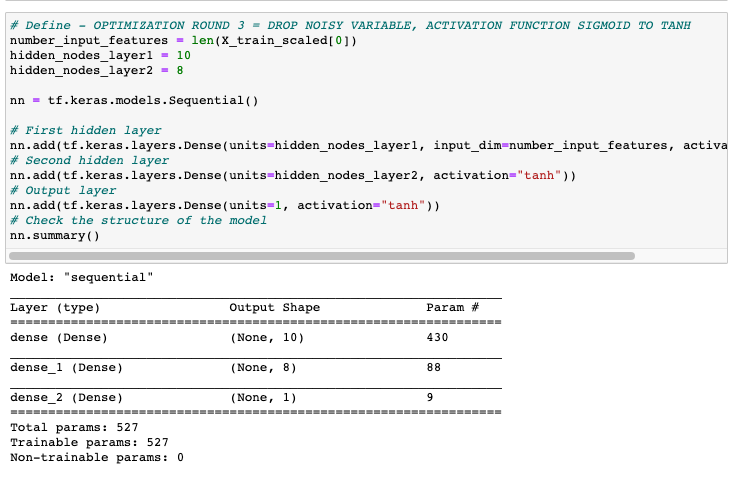 # Define - OPTIMIZATION ROUND 3 = DROP NOISY VARIABLE, ACTIVATION FUNCTION SIGMOID TO TANH
number_input_features = len(X_train_scaled[0])
hidden_nodes_layer1 = 10
hidden_nodes_layer2 = 8
nn = tf.keras.models.Sequential()
# First hidden layer
nn.add(tf.keras.layers.Dense(units=hidden_nodes_layer1, input_dim=number_input_features, activa
# Second hidden layer
nn.add(tf.keras.layers.Dense(units=hidden_nodes_layer2, activation="tanh"))
# Output layer
nn.add(tf.keras.layers.Dense(units=1, activation="tanh"))
# Check the structure of the model
nn.summary()
Model: "sequential"
Layer (type) Output Shape Param #
dense (Dense) (None, 10) 430
dense_1 (Dense) (None, 8) 88
dense_2 (Dense) (None, 1) 9
Total params: 527
Trainable params: 527
Non-trainable params: 0